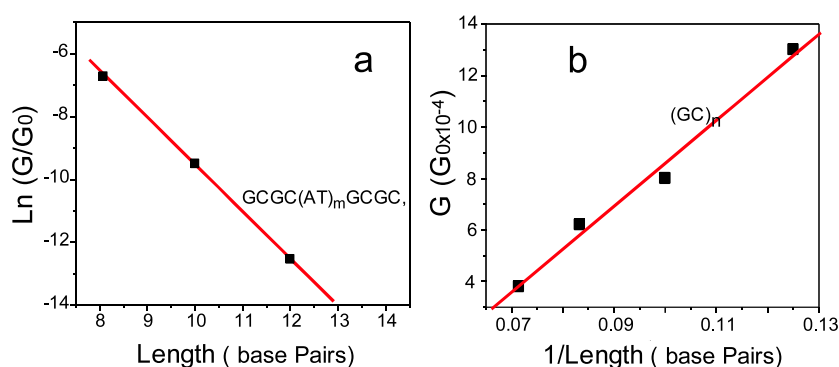 a
Ln (G/G0)
-6
-8
-10
-12
-14
GCGC(AT)mGCGC,
8 9 10 11 12 13 14
Length ( base Pairs)
b
G (G0x10-4)
14
12
10
8
6
4
(GC)n
0.07 0.09 0.11 0.13
1/Length ( base Pairs)